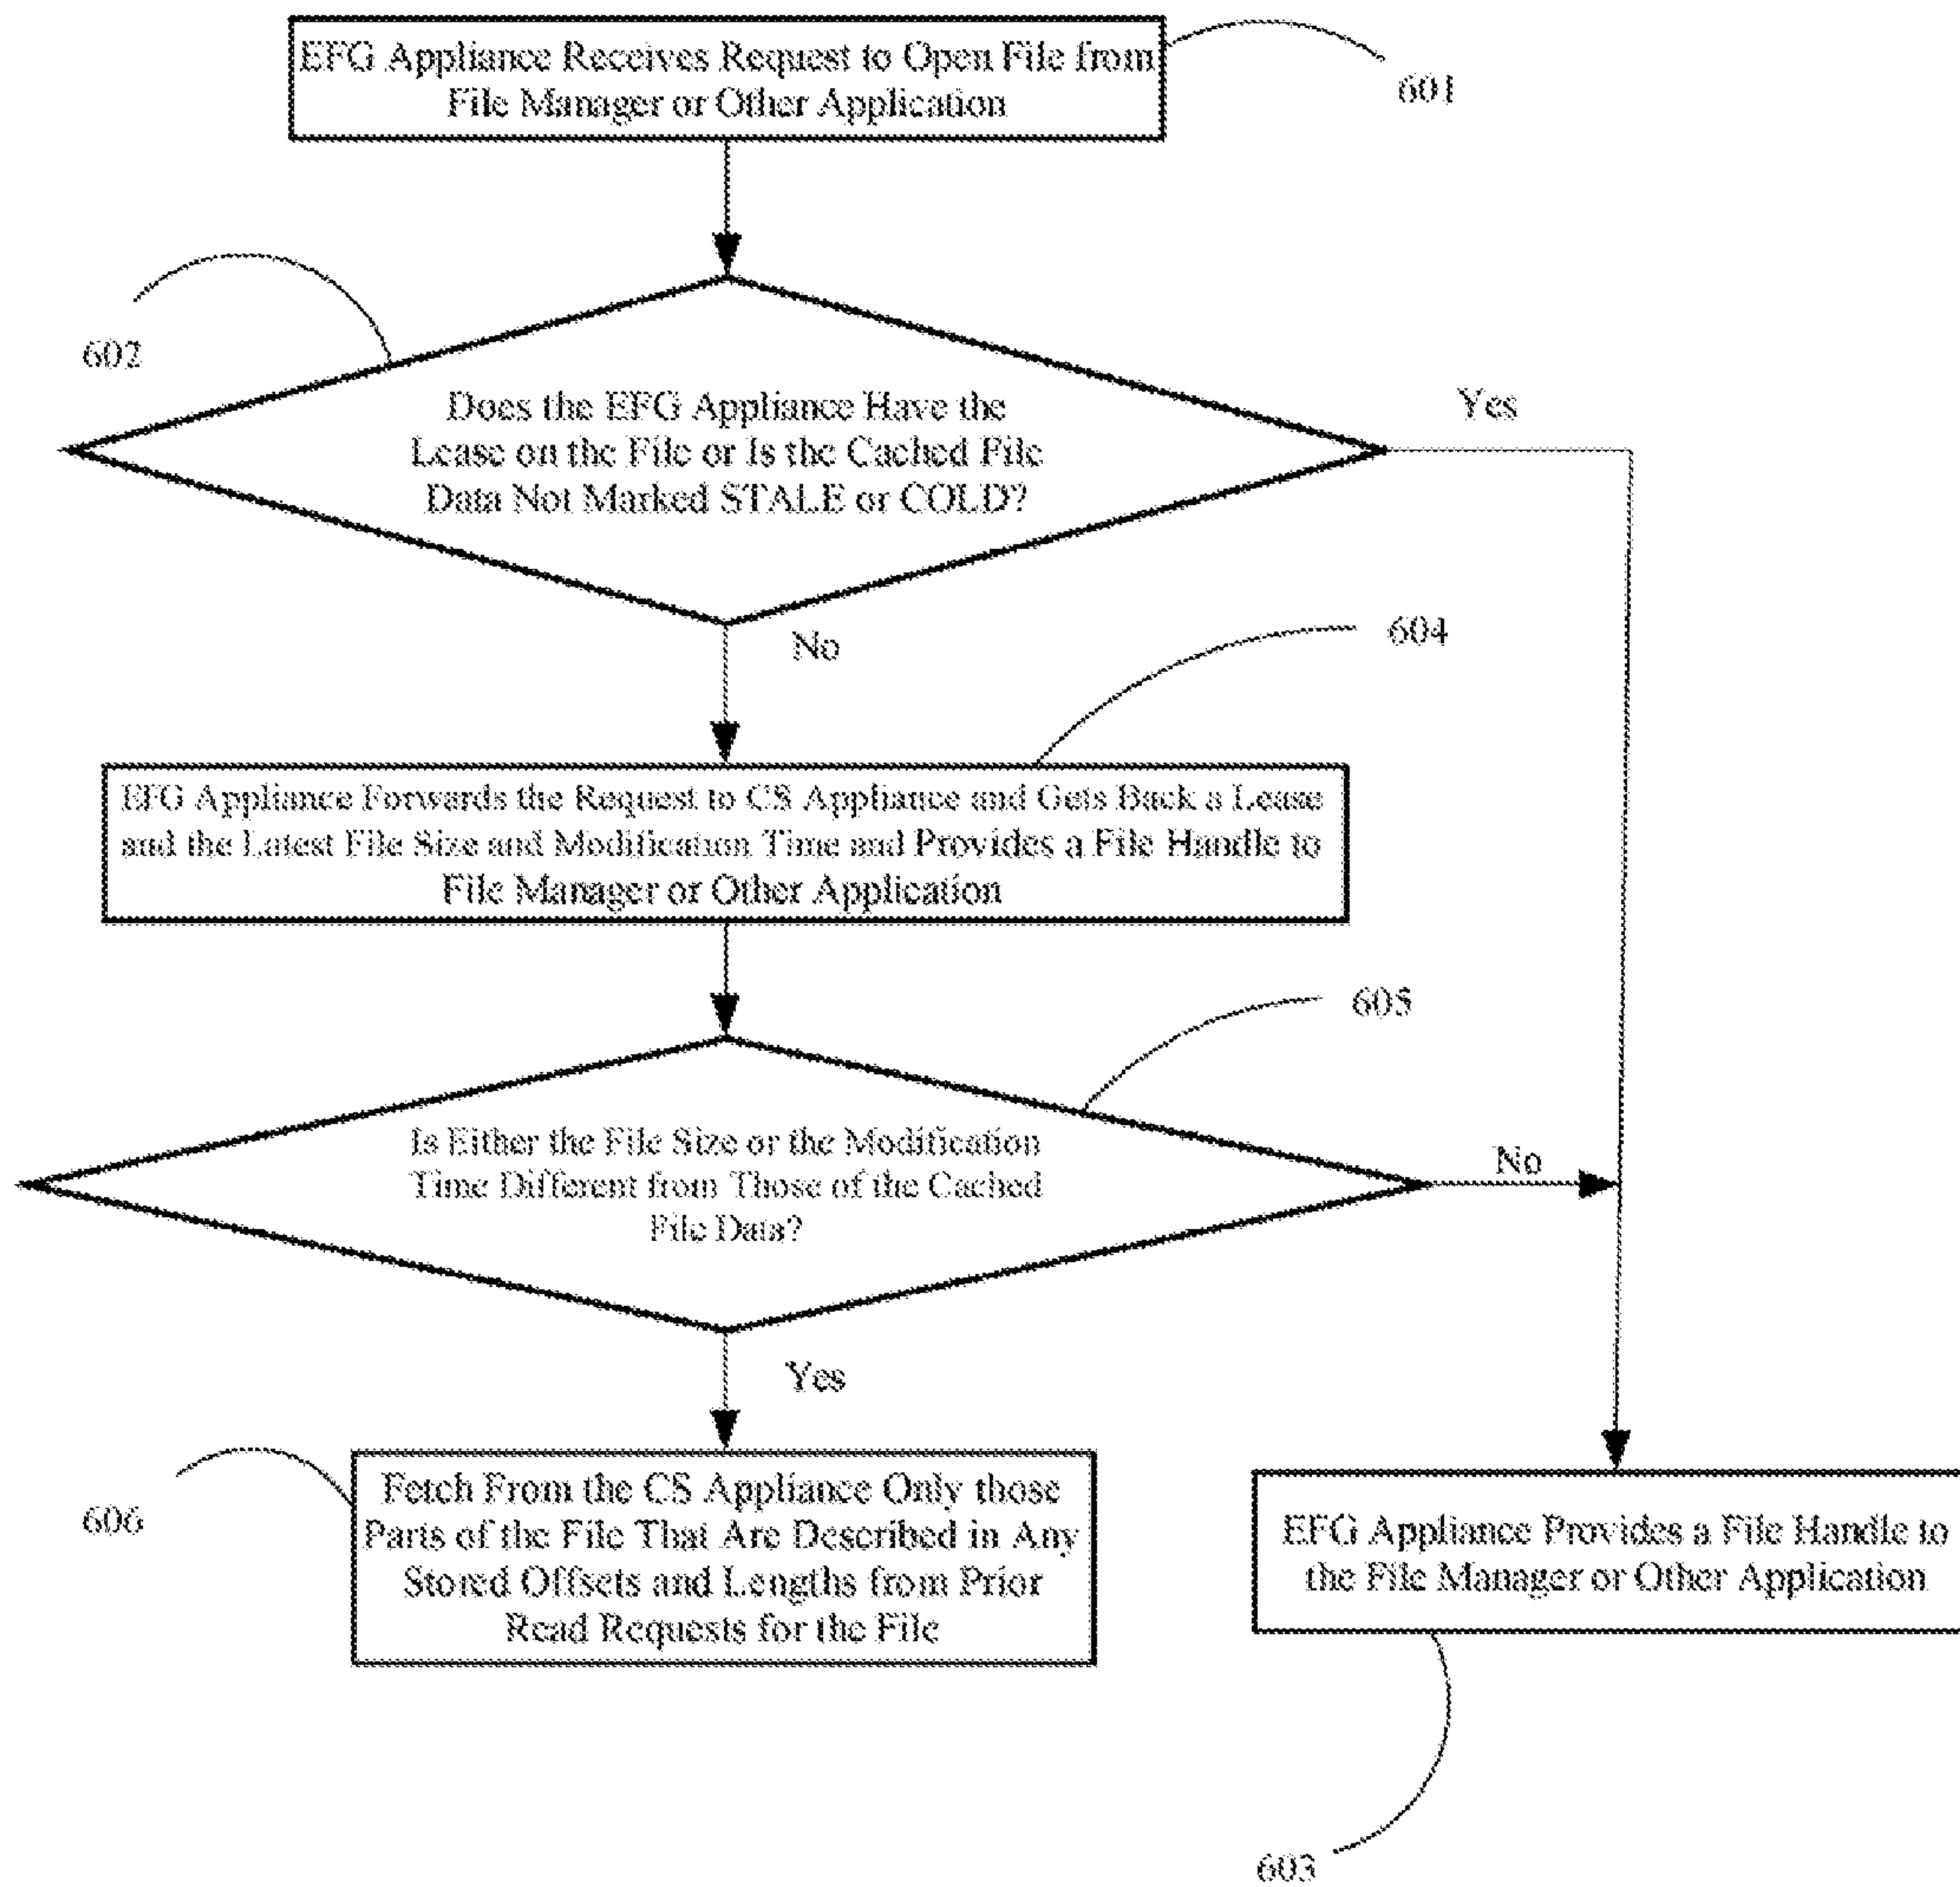 EFG Appliance Receives Request to Open File from
File Manager or Other Application
601
602
Does the EFG Appliance Have the
Lease on the File or Is the Cached File
Data Not Marked STALE or COLD?
Yes
No
604
EFG Appliance Forwards the Request to CS Appliance and Gets Back a Lease
and the Latest File Size and Modification Time and Provides a File Handle to
File Manager or Other Application
605
Is Either the File Size or the Modification
Time Different from Those of the Cached
File Data?
No
Yes
606
Fetch From the CS Appliance Only those
Parts of the File That Are Described in Any
Stored Offsets and Lengths from Prior
Read Requests for the File
EFG Appliance Provides a File Handle to
the File Manager or Other Application
603